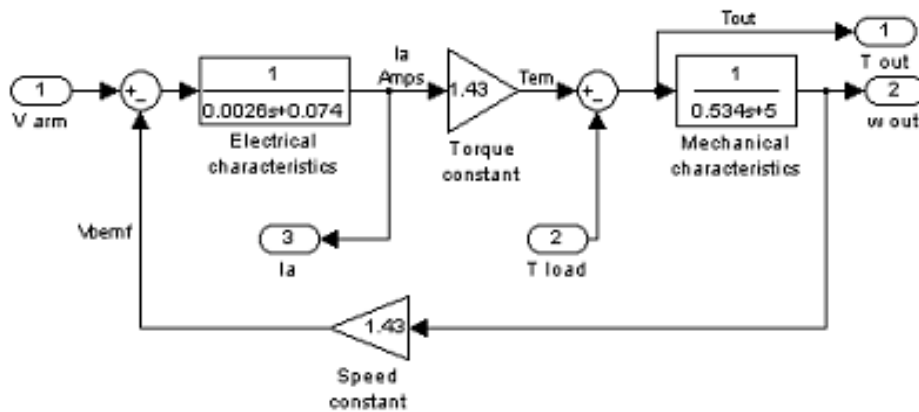 Tout
1
T out
Ia
Amps
1
V arm
+
-
1
0.0026s+0.074
Electrical
characteristics
1.43
Torque
constant
Tem
+
-
1
0.534s+5
Mechanical
characteristics
2
w out
Vbemf
3
Ia
2
T load
1.43
Speed
constant